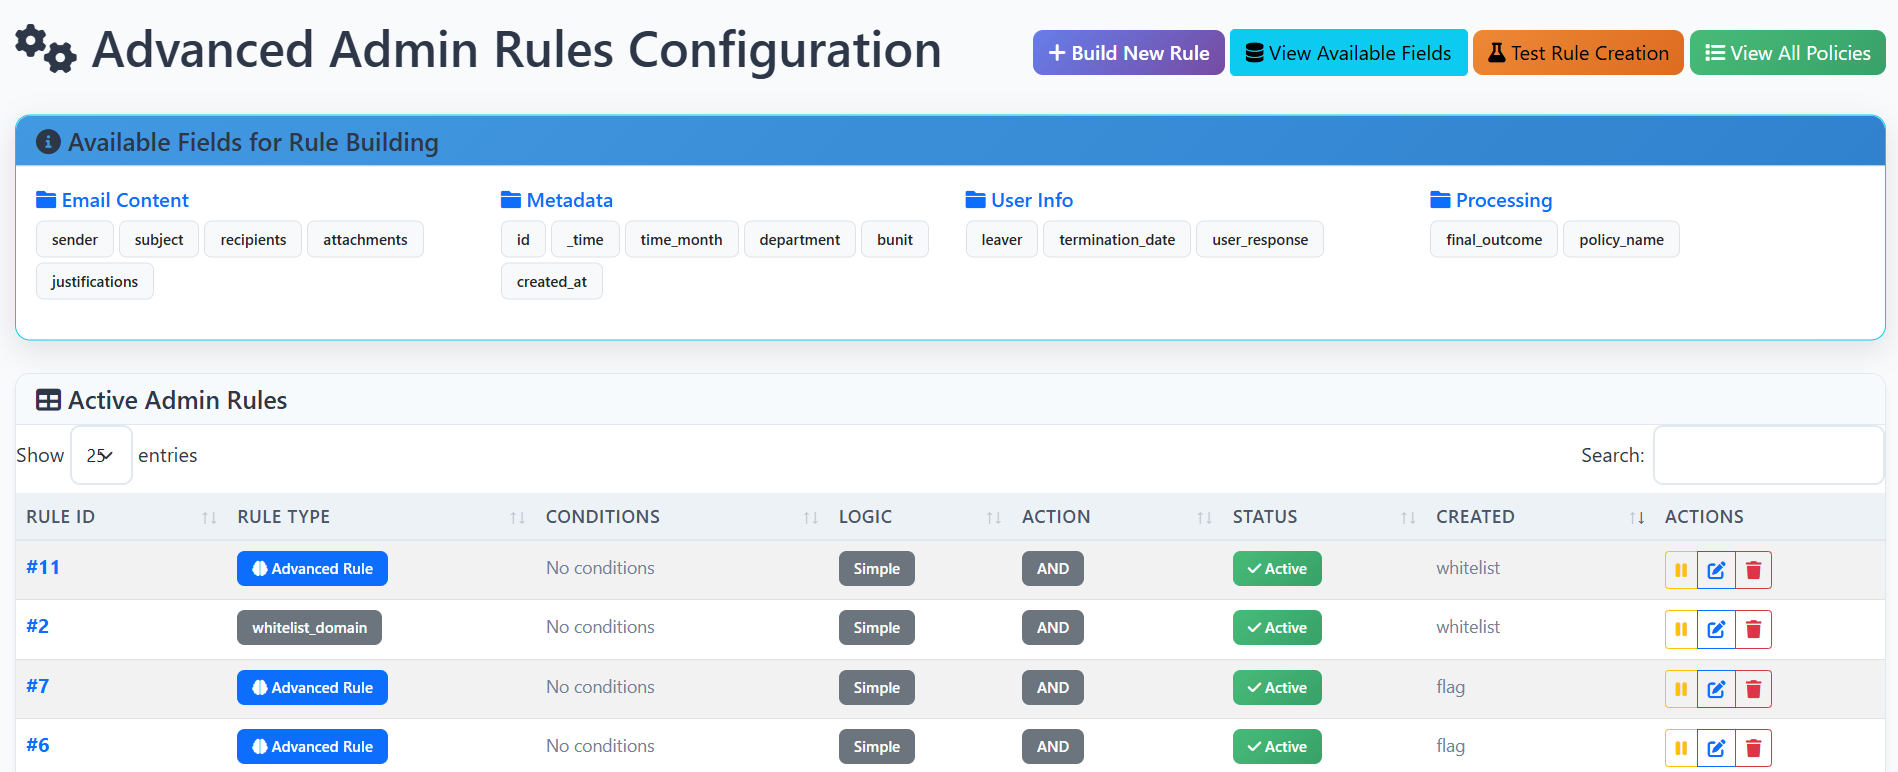 Advanced Admin Rules Configuration
Build New Rule View Available Fields Test Rule Creation View All Policies
Available Fields for Rule Building
Email Content
sender subject recipients attachments
justifications
Metadata
id _time time_month department bunit
created_at
User Info
leaver termination_date user_response
Processing
final_outcome policy_name
Active Admin Rules
Show 25 entries Search:
RULE ID RULE TYPE CONDITIONS LOGIC ACTION STATUS CREATED ACTIONS
#11 Advanced Rule No conditions Simple AND Active whitelist
#2 whitelist_domain No conditions Simple AND Active whitelist
#7 Advanced Rule No conditions Simple AND Active flag
#6 Advanced Rule No conditions Simple AND Active flag